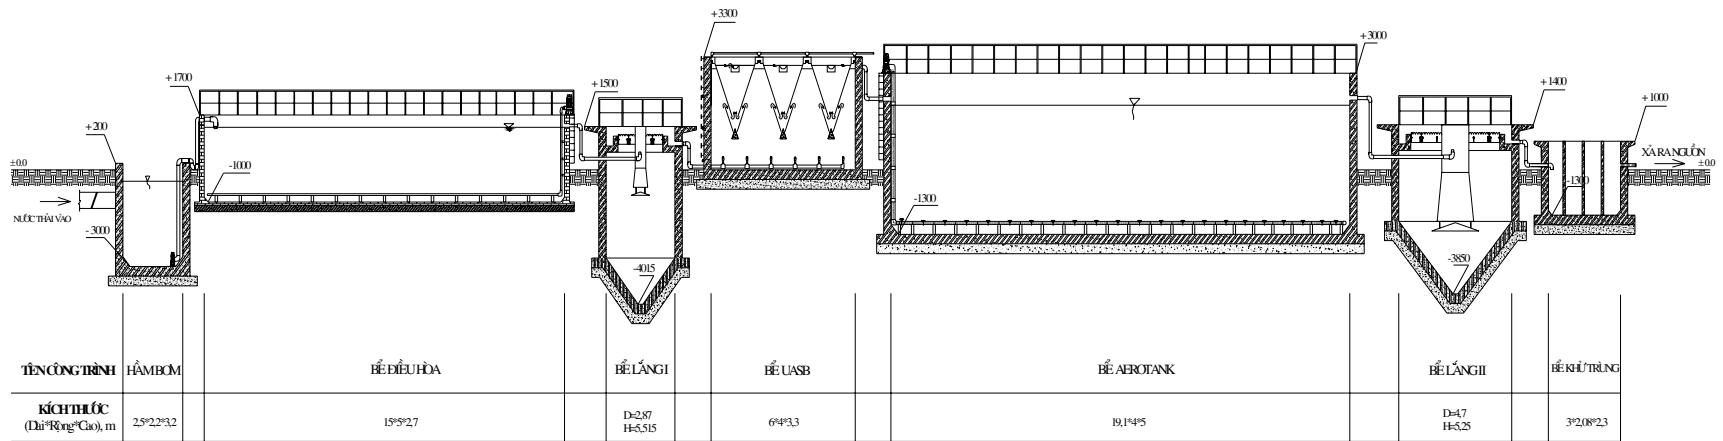 +3300
+3000
+1700
+1500
+1400
+1000
+200
±0.0
XẢ RA NGUỒN
±0.0
-1000
-1300
-1300
NƯỚC THẢI VÀO
-3000
-4015
-3850
TÊN CÔNG TRÌNH HẦM BƠM BỂ ĐIỀU HÒA BỂ LẮNG I BỂ UASB BỂ AEROTANK BỂ LẮNG II BỂ KHỬ TRÙNG
KÍCH THƯỚC
(Dài*Rộng*Cao), m 2,5*2,2*3,2 15*5*2,7 D=2,87 6*4*3,3 19,1*4*5 D=4,7 3*2,08*2,3
H=5,515 H=5,25